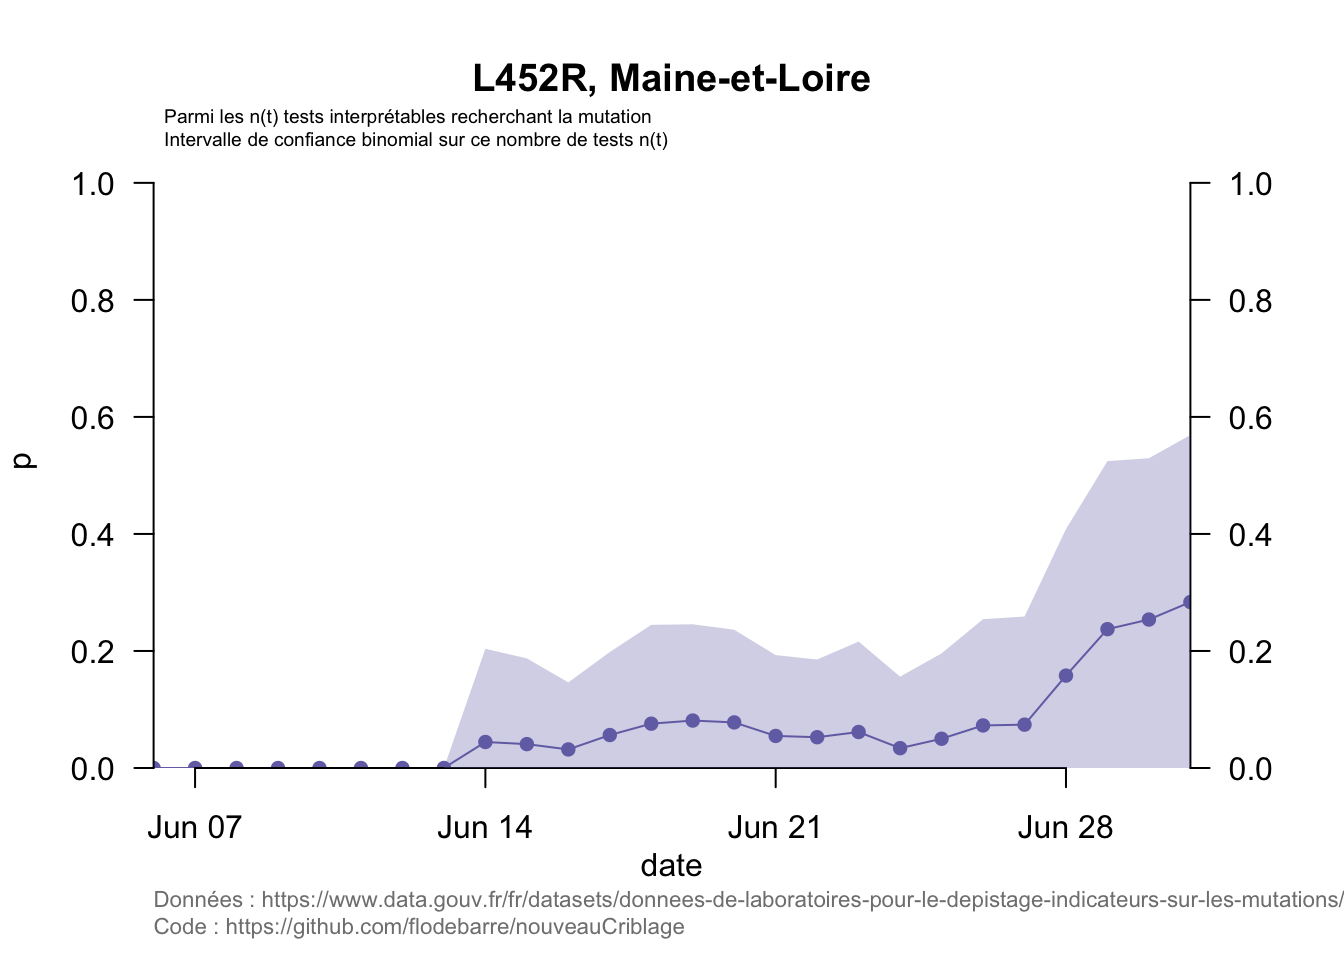 L452R, Maine-et-Loire
Parmi les n(t) tests interprétables recherchant la mutation
Intervalle de confiance binomial sur ce nombre de tests n(t)
1.0
0.8
0.6
0.4
0.2
0.0
p
1.0
0.8
0.6
0.4
0.2
0.0
Jun 07 Jun 14 Jun 21 Jun 28
date
Données : https://www.data.gouv.fr/fr/datasets/donnees-de-laboratoires-pour-le-depistage-indicateurs-sur-les-mutations/
Code : https://github.com/flodebarre/nouveauCriblage